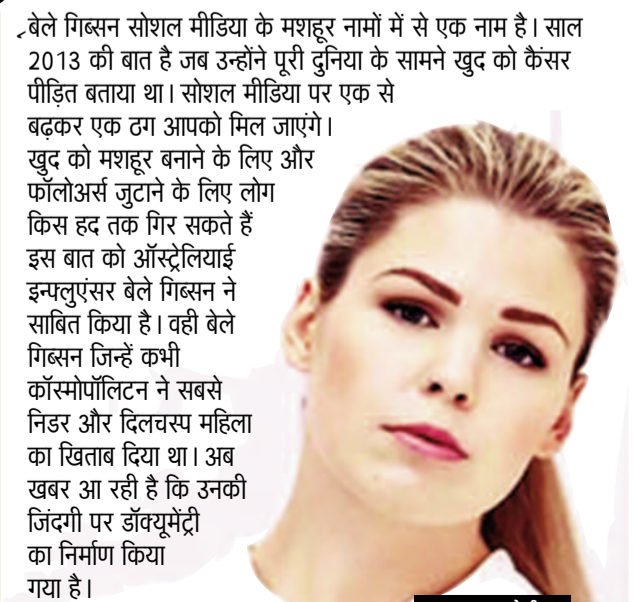 बेले गिब्सन सोशल मीडिया के मशहूर नामों में से एक नाम है। साल
2013 की बात है जब उन्होंने पूरी दुनिया के सामने खुद को कैंसर
पीड़ित बताया था। सोशल मीडिया पर एक से
बढ़कर एक ठग आपको मिल जाएंगे।
खुद को मशहूर बनाने के लिए और
फॉलोअर्स जुटाने के लिए लोग
किस हद तक गिर सकते हैं
इस बात को ऑस्ट्रेलियाई
इन्फ्लुएंसर बेले गिब्सन ने
साबित किया है। वही बेले
गिब्सन जिन्हें कभी
कॉस्मोपॉलिटन ने सबसे
निडर और दिलचस्प महिला
का खिताब दिया था। अब
खबर आ रही है कि उनकी
जिंदगी पर डॉक्यूमेंट्री
का निर्माण किया
गया है।